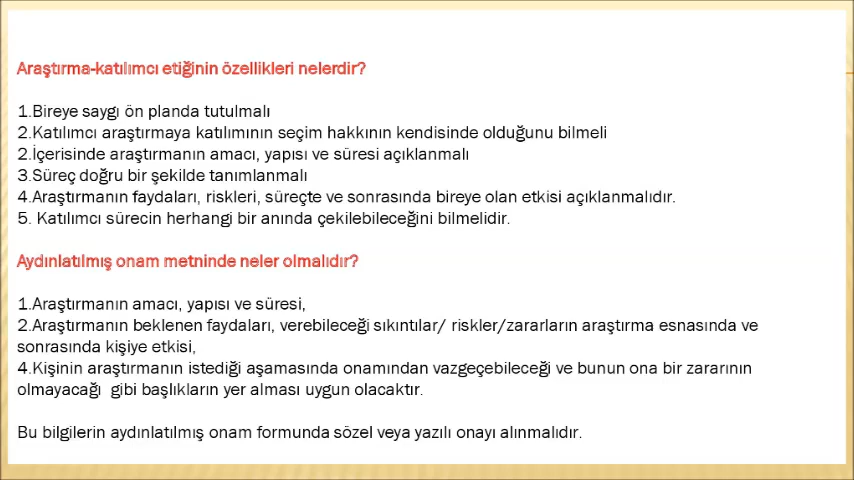 Araştırma-katılımcı etiğinin özellikleri nelerdir?
1.Bireye saygı ön planda tutulmalı
2.Katılımcı araştırmaya katılımının seçim hakkının kendisinde olduğunu bilmeli
2.İçerisinde araştırmanın amacı, yapısı ve süresi açıklanmalı
3.Süreç doğru bir şekilde tanımlanmalı
4.Araştırmanın faydaları, riskleri, süreçte ve sonrasında bireye olan etkisi açıklanmalıdır.
5. Katılımcı sürecin herhangi bir anında çekilebileceğini bilmelidir.
Aydınlatılmış onam metninde neler olmalıdır?
1.Araştırmanın amacı, yapısı ve süresi,
2.Araştırmanın beklenen faydaları, verebileceği sıkıntılar/ riskler/zararların araştırma esnasında ve
sonrasında kişiye etkisi,
4.Kişinin araştırmanın istediği aşamasında onamından vazgeçebileceği ve bunun ona bir zararının
olmayacağı gibi başlıkların yer alması uygun olacaktır.
Bu bilgilerin aydınlatılmış onam formunda sözel veya yazılı onayı alınmalıdır.